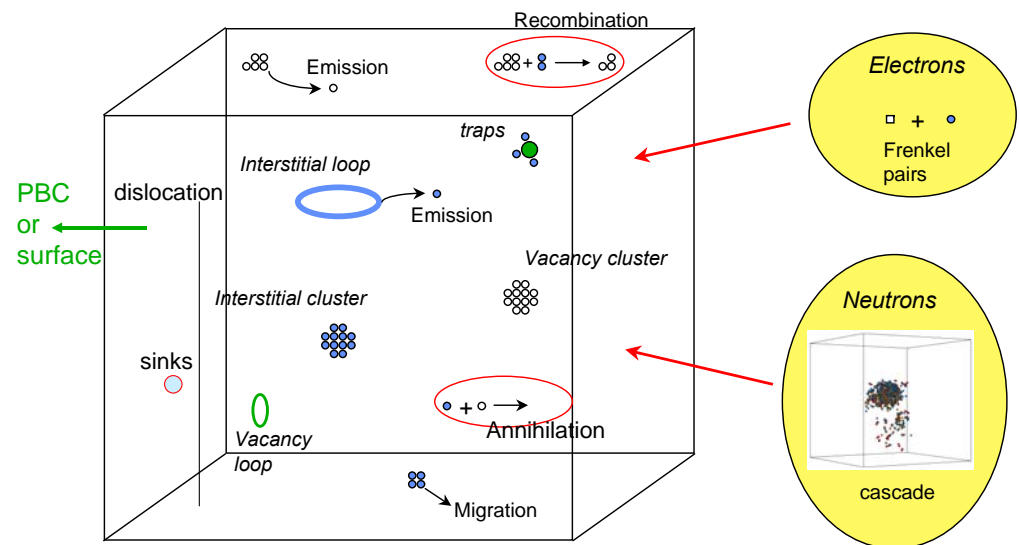 Recombination
Emission
+
traps
Interstitial loop
dislocation
Emission
PBC
or
surface
Vacancy cluster
Interstitial cluster
sinks
+
Annihilation
Vacancy
loop
Migration
Electrons
+
Frenkel
pairs
Neutrons
cascade